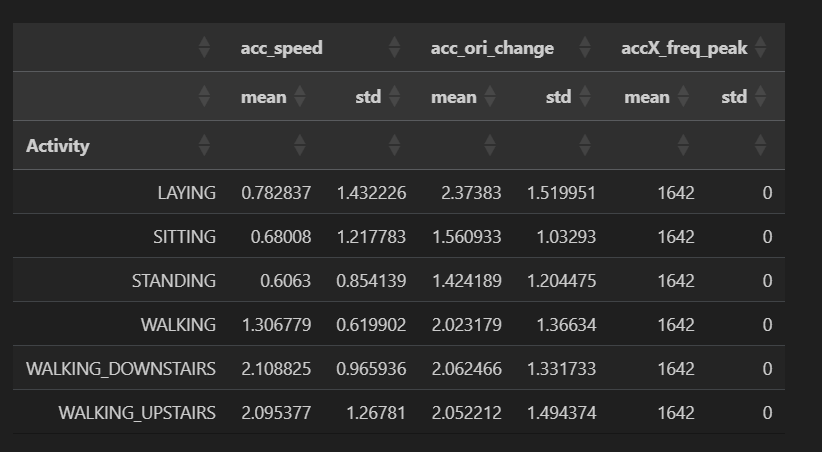 acc_speed acc_ori_change accX_freq_peak
mean std mean std mean std
Activity
LAYING 0.782837 1.432226 2.37383 1.519951 1642 0
SITTING 0.68008 1.217783 1.560933 1.03293 1642 0
STANDING 0.6063 0.854139 1.424189 1.204475 1642 0
WALKING 1.306779 0.619902 2.023179 1.36634 1642 0
WALKING_DOWNSTAIRS 2.108825 0.965936 2.062466 1.331733 1642 0
WALKING_UPSTAIRS 2.095377 1.26781 2.052212 1.494374 1642 0